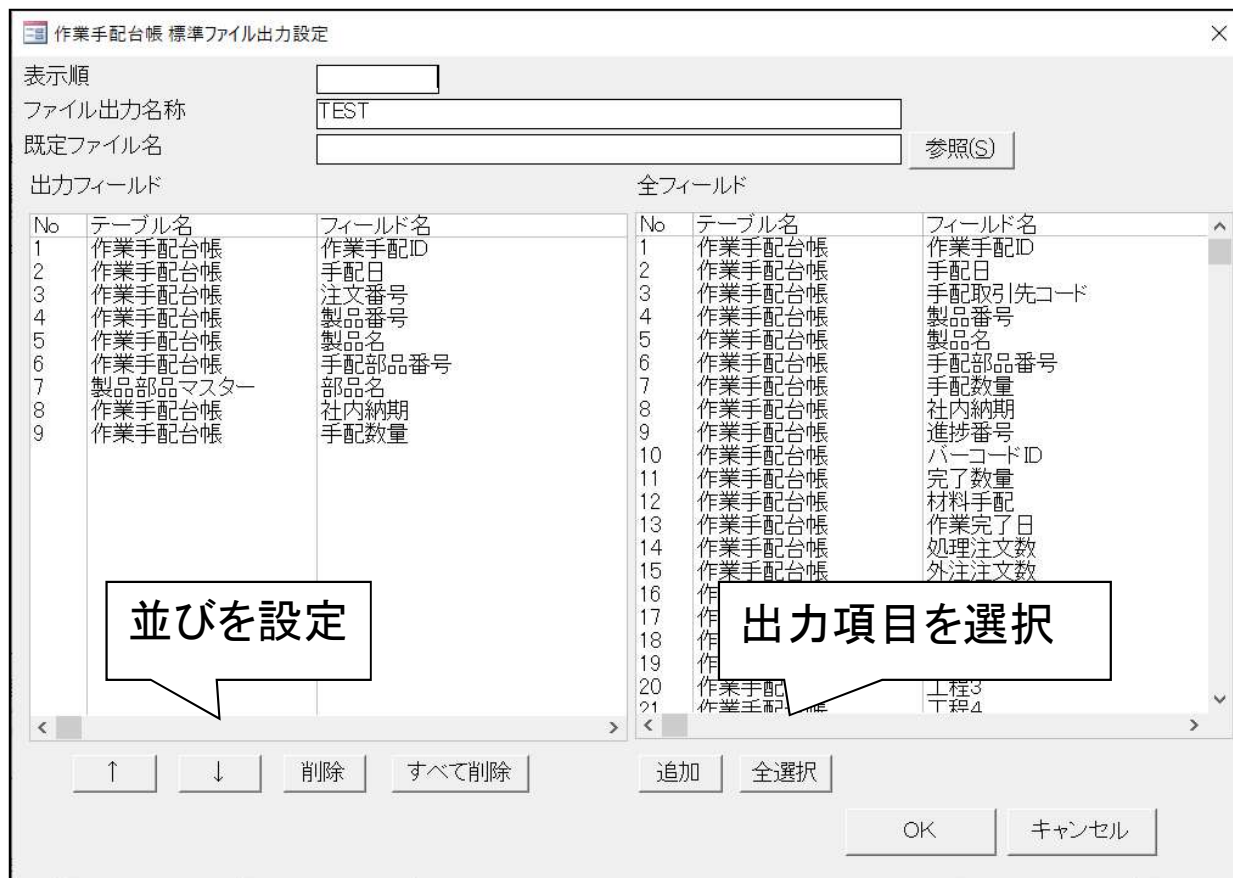 作業手配台帳 標準ファイル出力設定
表示順
ファイル出力名称 TEST
既定ファイル名 参照(S)
出力フィールド
No テーブル名 フィールド名
1 作業手配台帳 作業手配ID
2 作業手配台帳 手配日
3 作業手配台帳 注文番号
4 作業手配台帳 製品番号
5 作業手配台帳 製品名
6 作業手配台帳 手配部品番号
7 製品部品マスター 部品名
8 作業手配台帳 社内納期
9 作業手配台帳 手配数量
並びを設定
↑ ↓ 削除 すべて削除
全フィールド
No テーブル名 フィールド名
1 作業手配台帳 作業手配ID
2 作業手配台帳 手配日
3 作業手配台帳 手配取引先コード
4 作業手配台帳 製品番号
5 作業手配台帳 製品名
6 作業手配台帳 手配部品番号
7 作業手配台帳 手配数量
8 作業手配台帳 社内納期
9 作業手配台帳 進捗番号
10 作業手配台帳 バーコードID
11 作業手配台帳 完了数量
12 作業手配台帳 材料手配
13 作業手配台帳 作業完了日
14 作業手配台帳 処理注文数
15 作業手配台帳 外注注文数
16 作
17 作
18 作
19 作
20 作業手配 工程3
21 作業手配台帳 工程4
出力項目を選択
追加 全選択
OK キャンセル